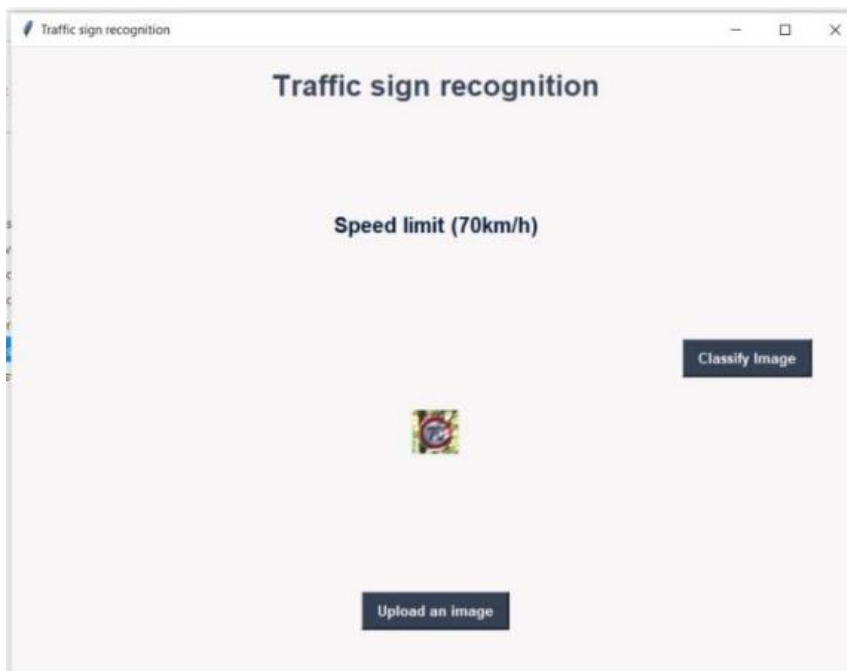 Traffic sign recognition
Traffic sign recognition
Speed limit (70km/h)
Classify Image
Upload an image